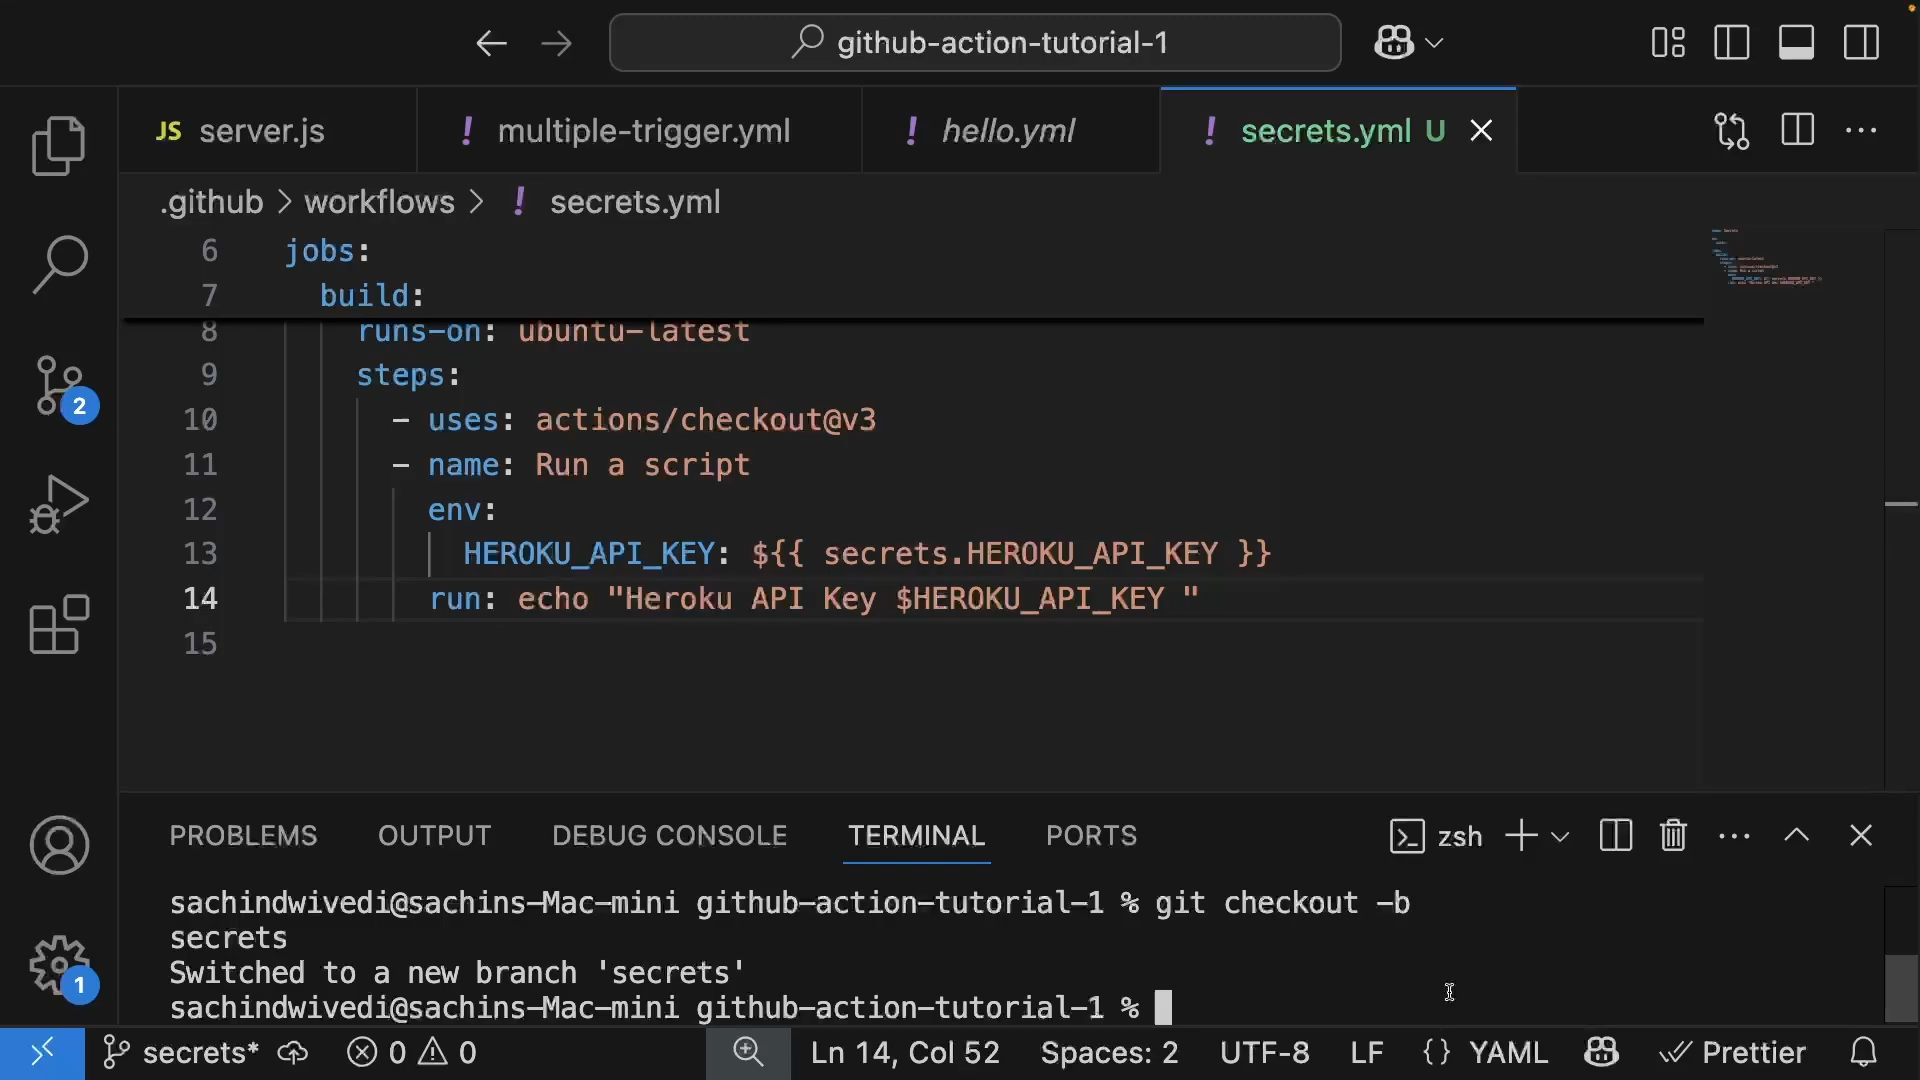 github-action-tutorial-1
JS server.js
! multiple-trigger.yml
! hello.yml
! secrets.yml U
.github > workflows > ! secrets.yml
6 jobs:
7 build:
8 runs-on: ubuntu-latest
9 steps:
10 - uses: actions/checkout@v3
11 - name: Run a script
12 env:
13 HEROKU_API_KEY: ${{ secrets.HEROKU_API_KEY }}
14 run: echo "Heroku API Key $HEROKU_API_KEY "
15
2
1
PROBLEMS OUTPUT DEBUG CONSOLE TERMINAL PORTS zsh
sachindwivedi@sachins-Mac-mini github-action-tutorial-1 % git checkout -b
secrets
Switched to a new branch 'secrets'
sachindwivedi@sachins-Mac-mini github-action-tutorial-1 %
secrets* 0 0 Ln 14, Col 52 Spaces: 2 UTF-8 LF {} YAML Prettier